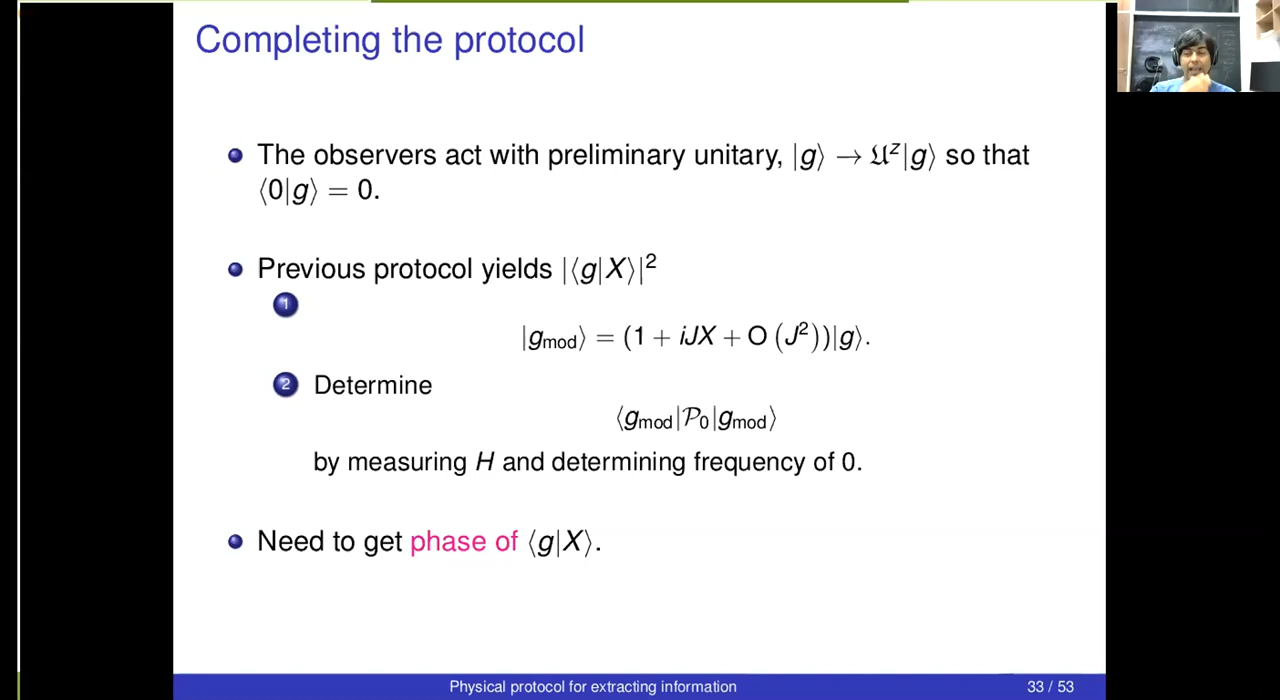 Completing the protocol
The observers act with preliminary unitary, |g⟩ → 𝔘ᶻ|g⟩ so that
⟨0|g⟩ = 0.
Previous protocol yields |⟨g|X⟩|²
1
|g_mod⟩ = (1 + iJX + O (J²))|g⟩.
2 Determine
⟨g_mod|𝒫₀|g_mod⟩
by measuring H and determining frequency of 0.
Need to get phase of ⟨g|X⟩.
Physical protocol for extracting information
33 / 53